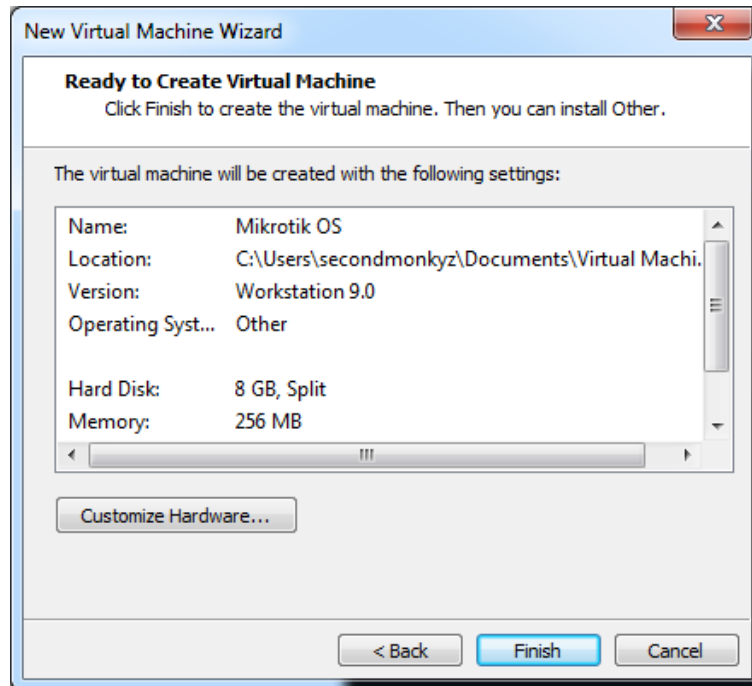 New Virtual Machine Wizard
Ready to Create Virtual Machine
Click Finish to create the virtual machine. Then you can install Other.
The virtual machine will be created with the following settings:
Name: Mikrotik OS
Location: C:\Users\secondmonkyz\Documents\Virtual Machi.
Version: Workstation 9.0
Operating Syst... Other
Hard Disk: 8 GB, Split
Memory: 256 MB
Customize Hardware...
< Back Finish Cancel